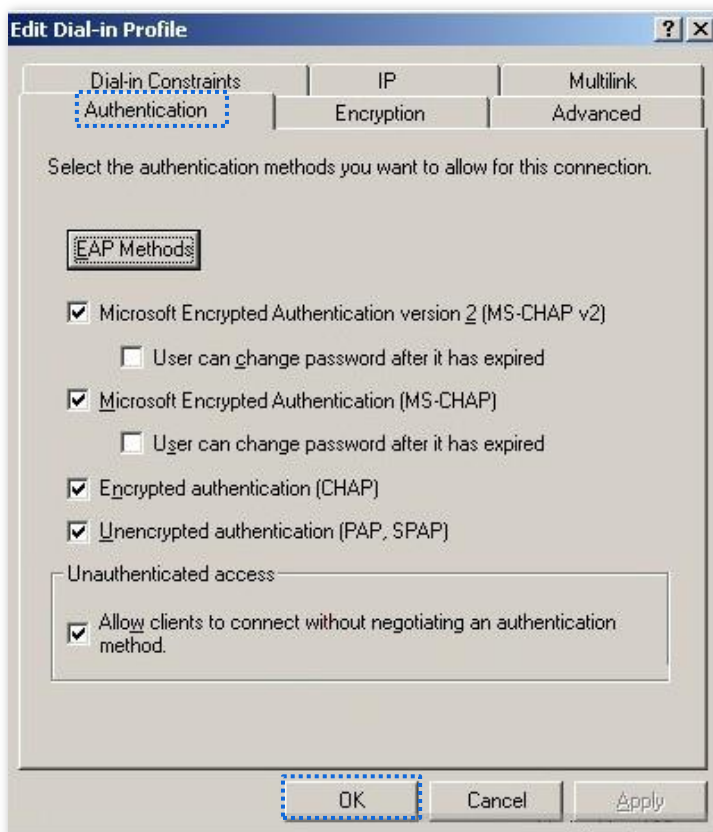 Edit Dial-in Profile
Dial-in Constraints IP Multilink
Authentication Encryption Advanced
Select the authentication methods you want to allow for this connection.
EAP Methods
Microsoft Encrypted Authentication version 2 (MS-CHAP v2)
User can change password after it has expired
Microsoft Encrypted Authentication (MS-CHAP)
User can change password after it has expired
Encrypted authentication (CHAP)
Unencrypted authentication (PAP, SPAP)
Unauthenticated access
Allow clients to connect without negotiating an authentication
method.
OK Cancel Apply